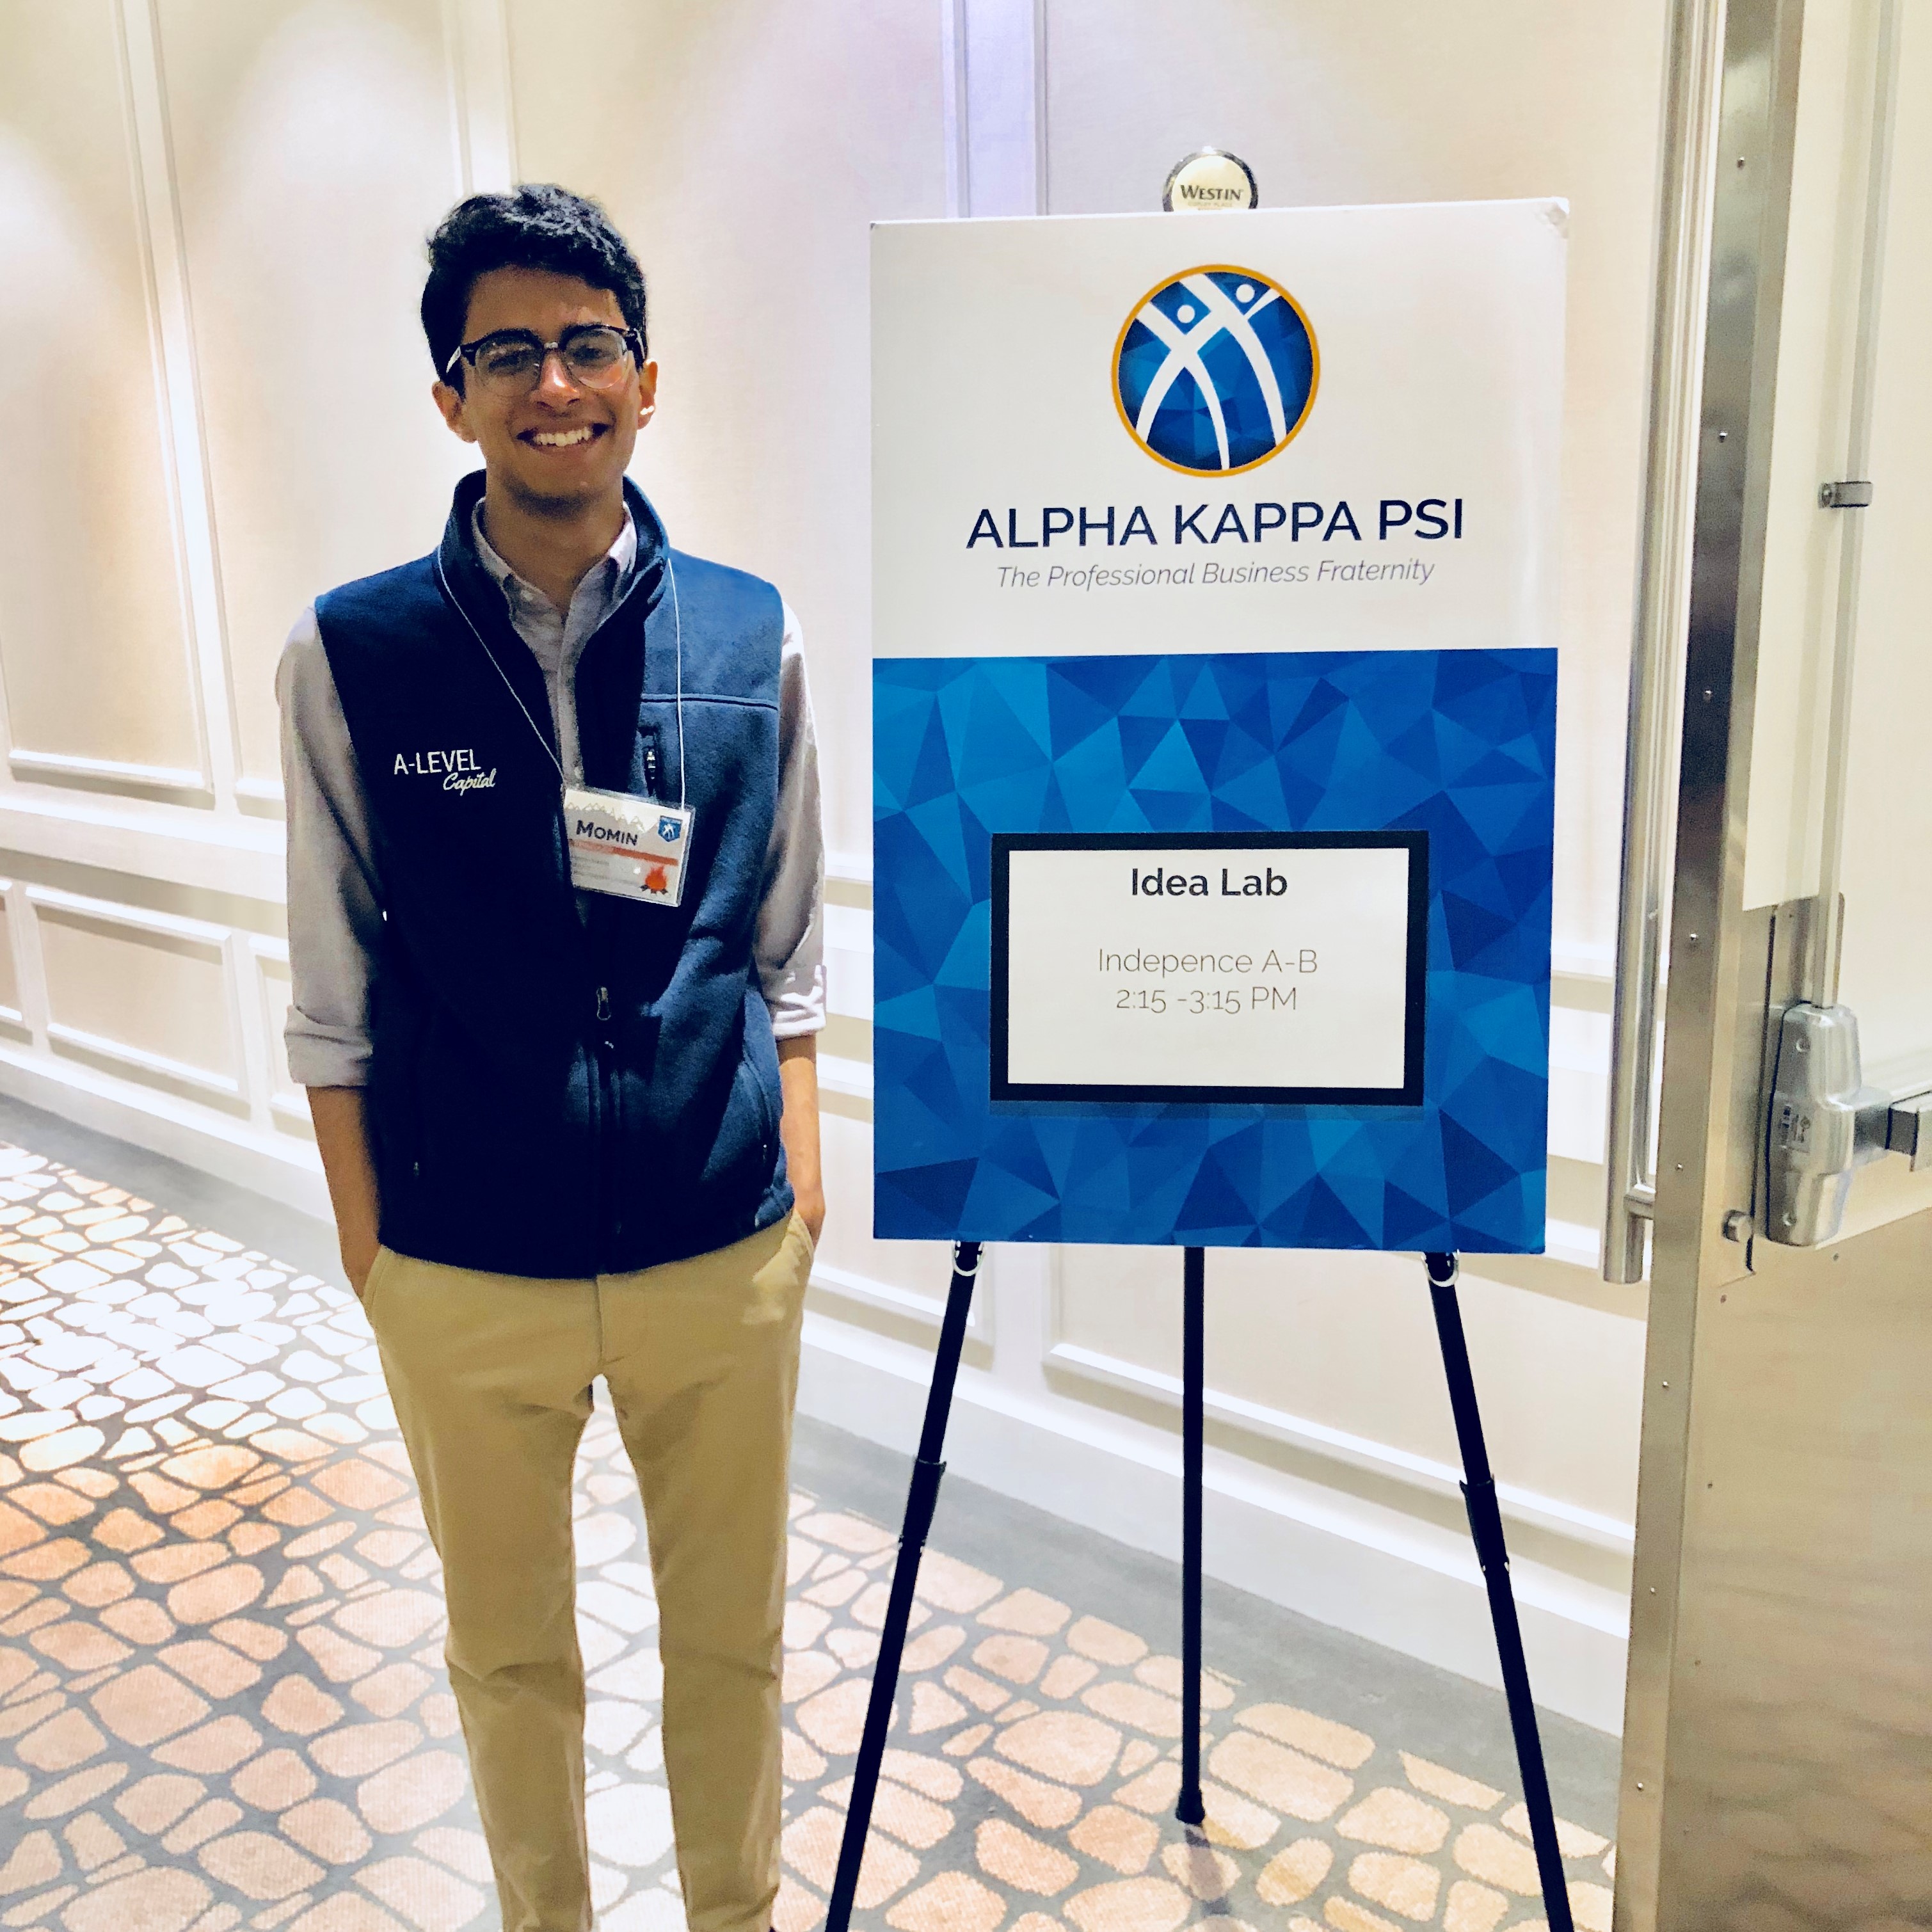 WESTIN
ALPHA KAPPA PSI
The Professional Business Fraternity
Idea Lab
Indepence A-B
2:15 -3:15 PM
A-LEVEL
Capital
MOMIN